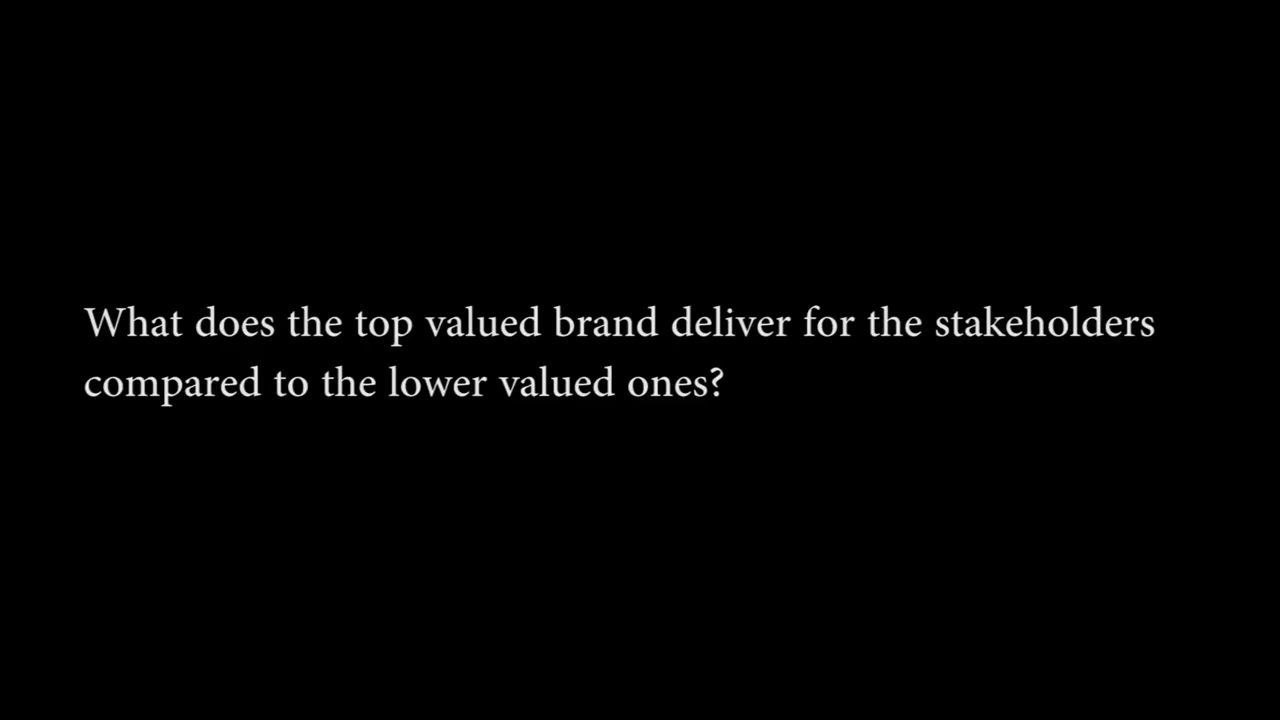 What does the top valued brand deliver for the stakeholders
compared to the lower valued ones?